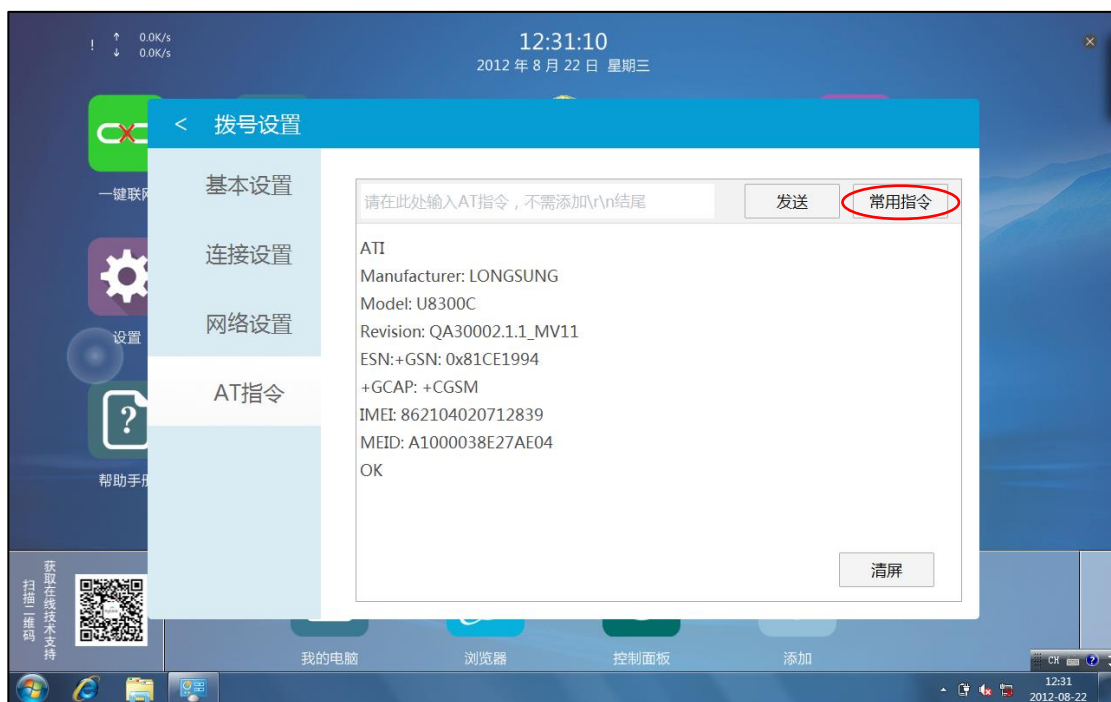 ! ↑ 0.0K/s
↓ 0.0K/s
12:31:10
2012 年 8 月 22 日 星期三
< 拨号设置
一键联网
设置
帮助手册
基本设置
连接设置
网络设置
AT指令
请在此处输入AT指令，不需添加\r\n结尾
发送
常用指令
ATI
Manufacturer: LONGSUNG
Model: U8300C
Revision: QA30002.1.1_MV11
ESN:+GSN: 0x81CE1994
+GCAP: +CGSM
IMEI: 862104020712839
MEID: A1000038E27AE04
OK
清屏
获取在线技术支持
扫描二维码
我的电脑
浏览器
控制面板
添加
CH
12:31
2012-08-22